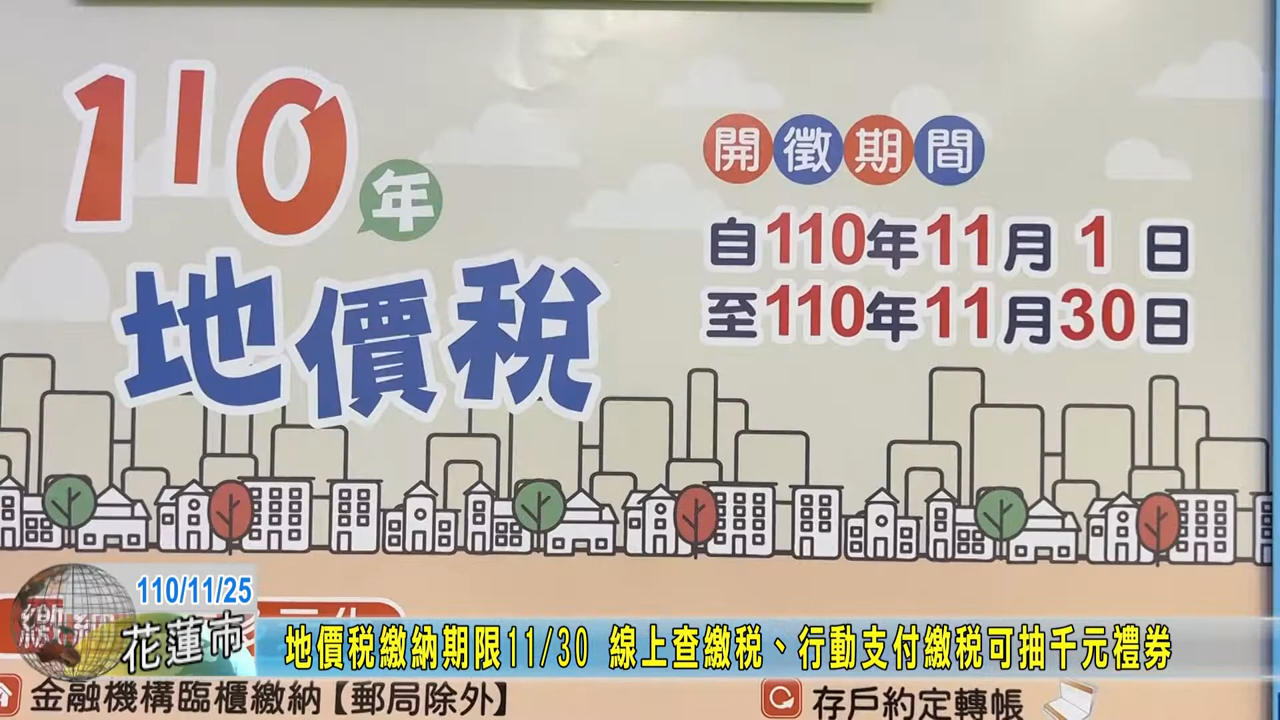 110年
地價稅
開徵期間
自110年11月1日
至110年11月30日
110/11/25
花蓮市
地價稅繳納期限11/30 線上查繳稅、行動支付繳稅可抽千元禮券
金融機構臨櫃繳納【郵局除外】
存戶約定轉帳